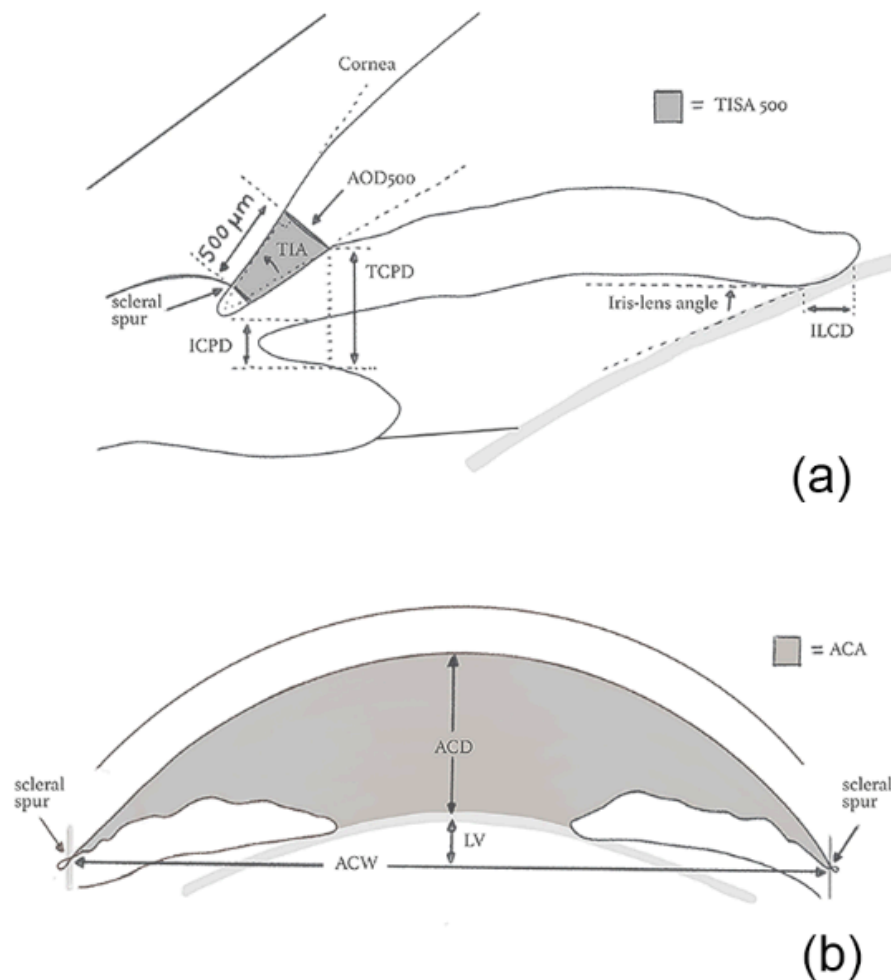 Cornea
= TISA 500
AOD500
500 μm
TIA
TCPD
scleral
spur
Iris-lens angle
ICPD
ILCD
(a)
= ACA
ACD
scleral
spur
scleral
spur
LV
ACW
(b)